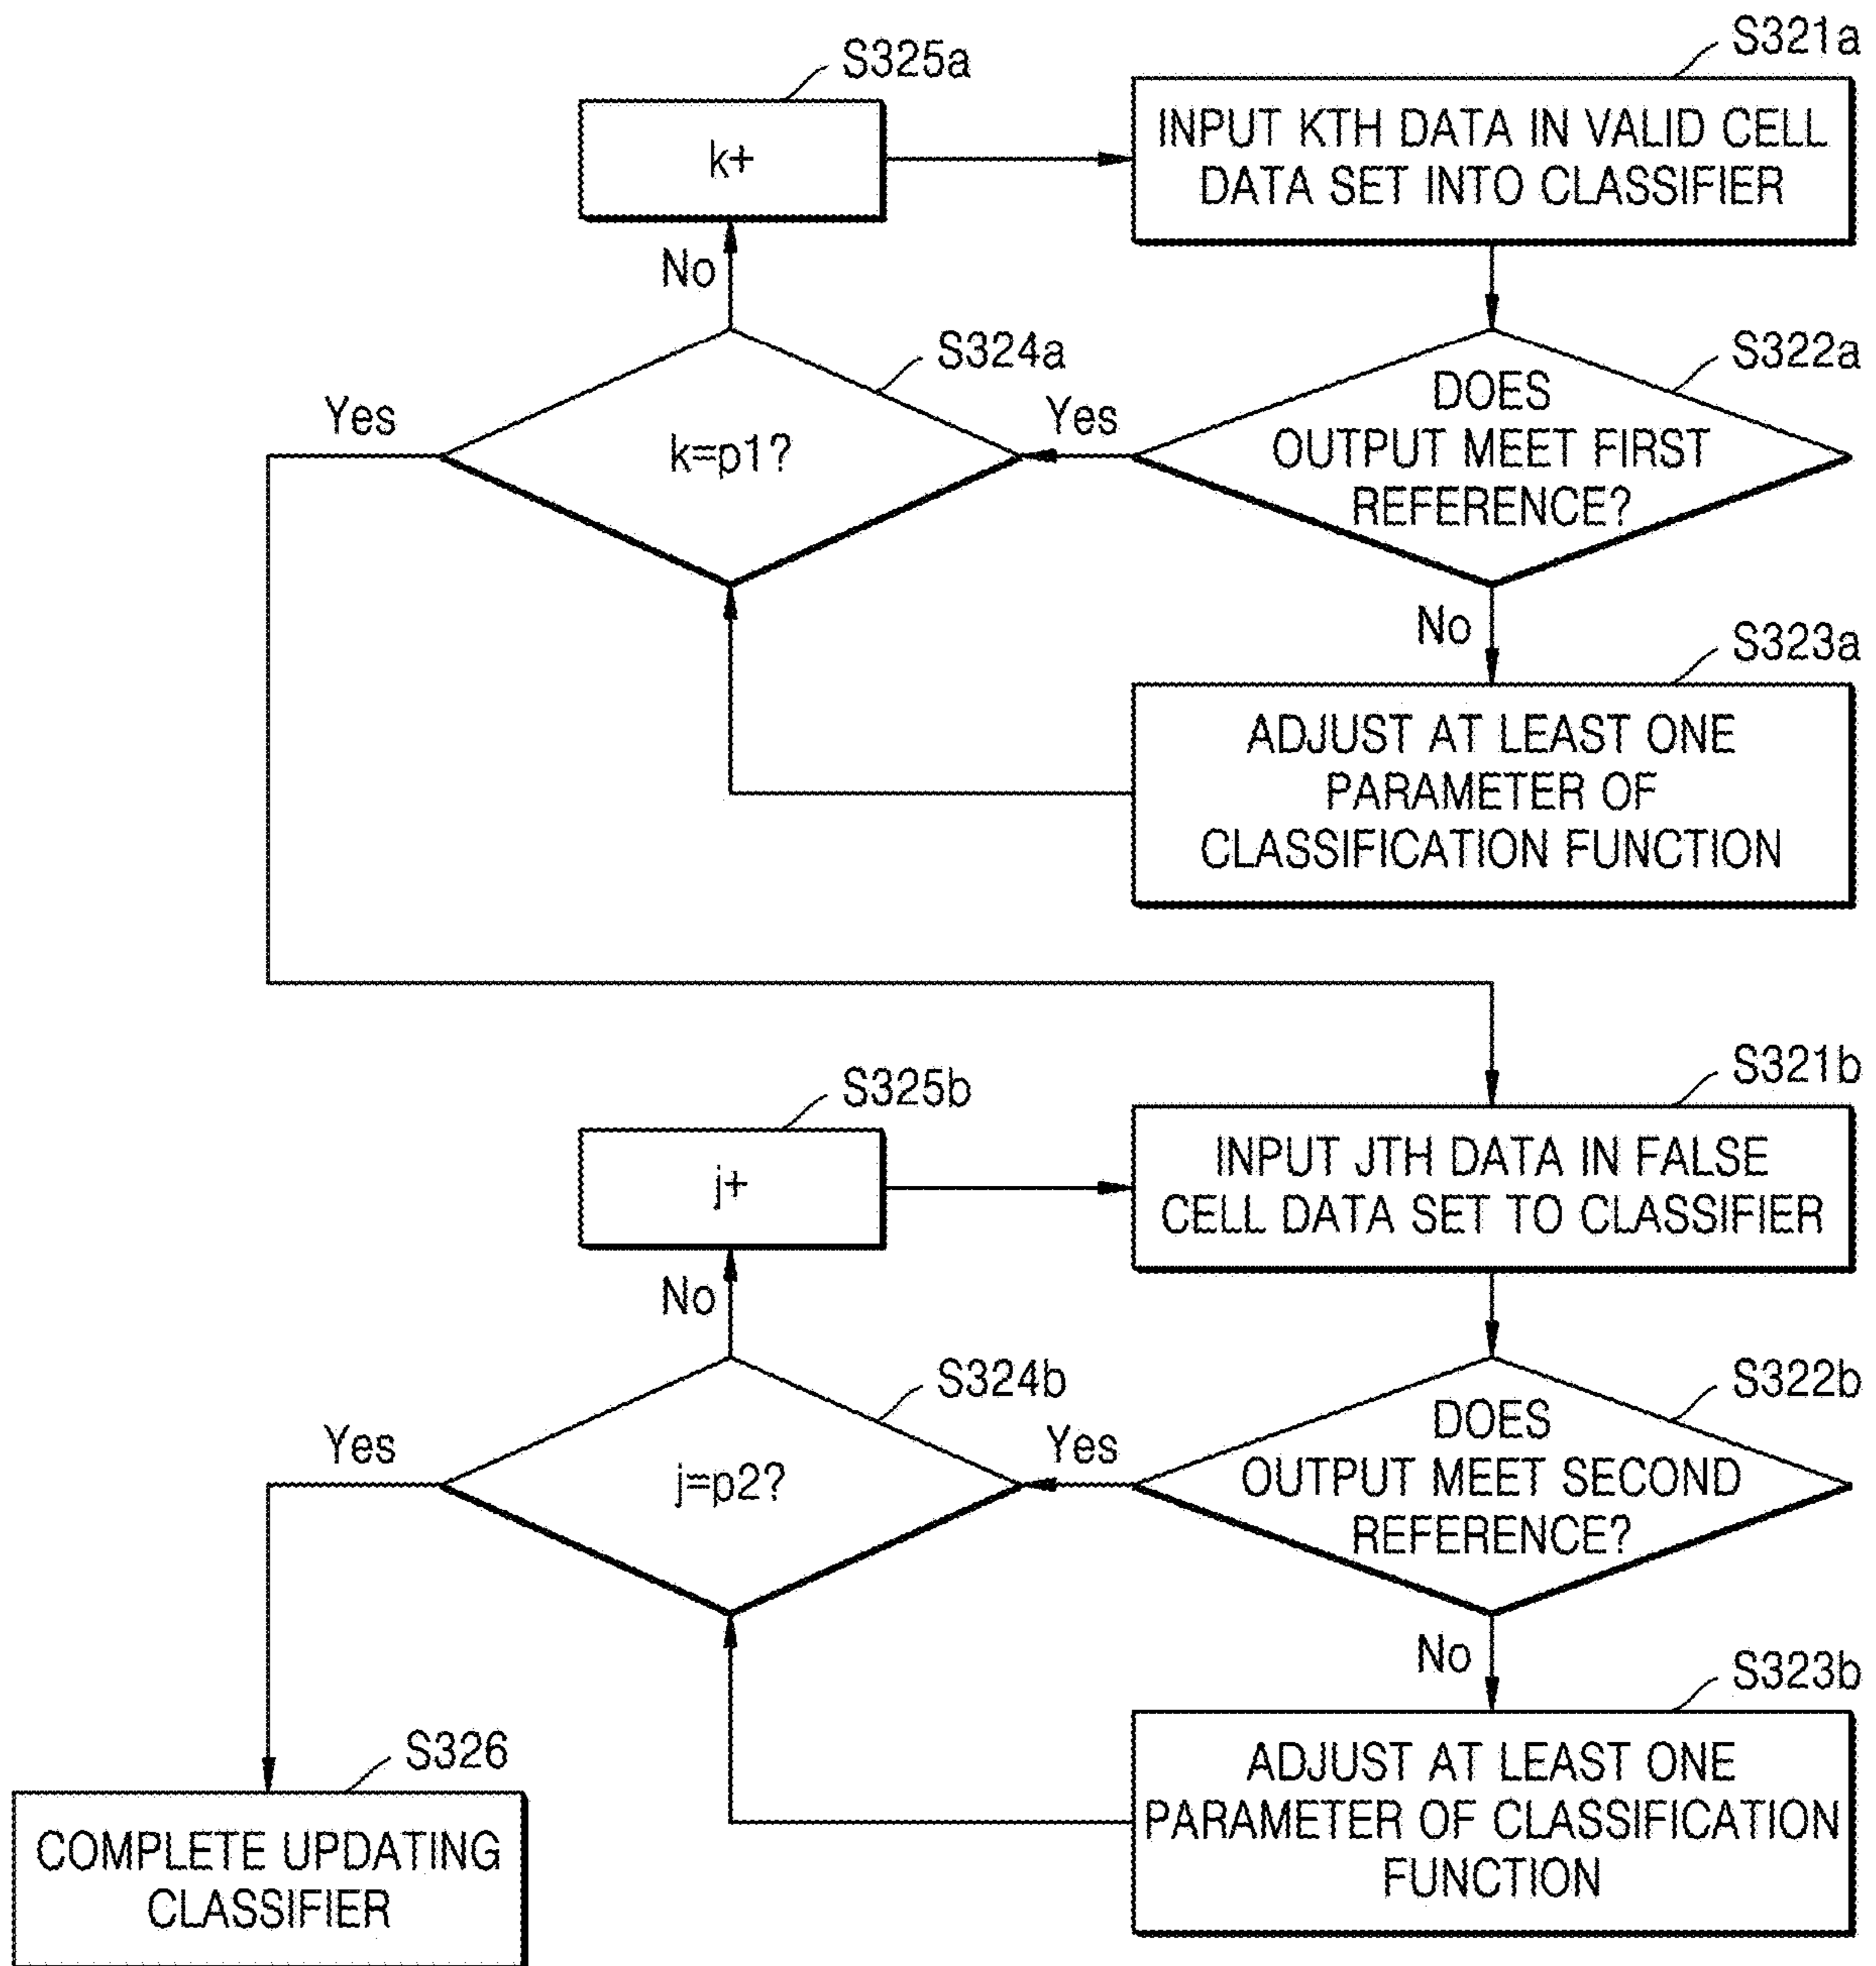 S321a
S325a
INPUT KTH DATA IN VALID CELL
DATA SET INTO CLASSIFIER
k+
No
S324a
S322a
Yes
k=p1?
Yes
DOES
OUTPUT MEET FIRST
REFERENCE?
No
S323a
ADJUST AT LEAST ONE
PARAMETER OF
CLASSIFICATION FUNCTION
S321b
S325b
INPUT JTH DATA IN FALSE
CELL DATA SET TO CLASSIFIER
j+
No
S324b
S322b
Yes
j=p2?
Yes
DOES
OUTPUT MEET SECOND
REFERENCE?
No
S323b
S326
ADJUST AT LEAST ONE
PARAMETER OF CLASSIFICATION
FUNCTION
COMPLETE UPDATING
CLASSIFIER